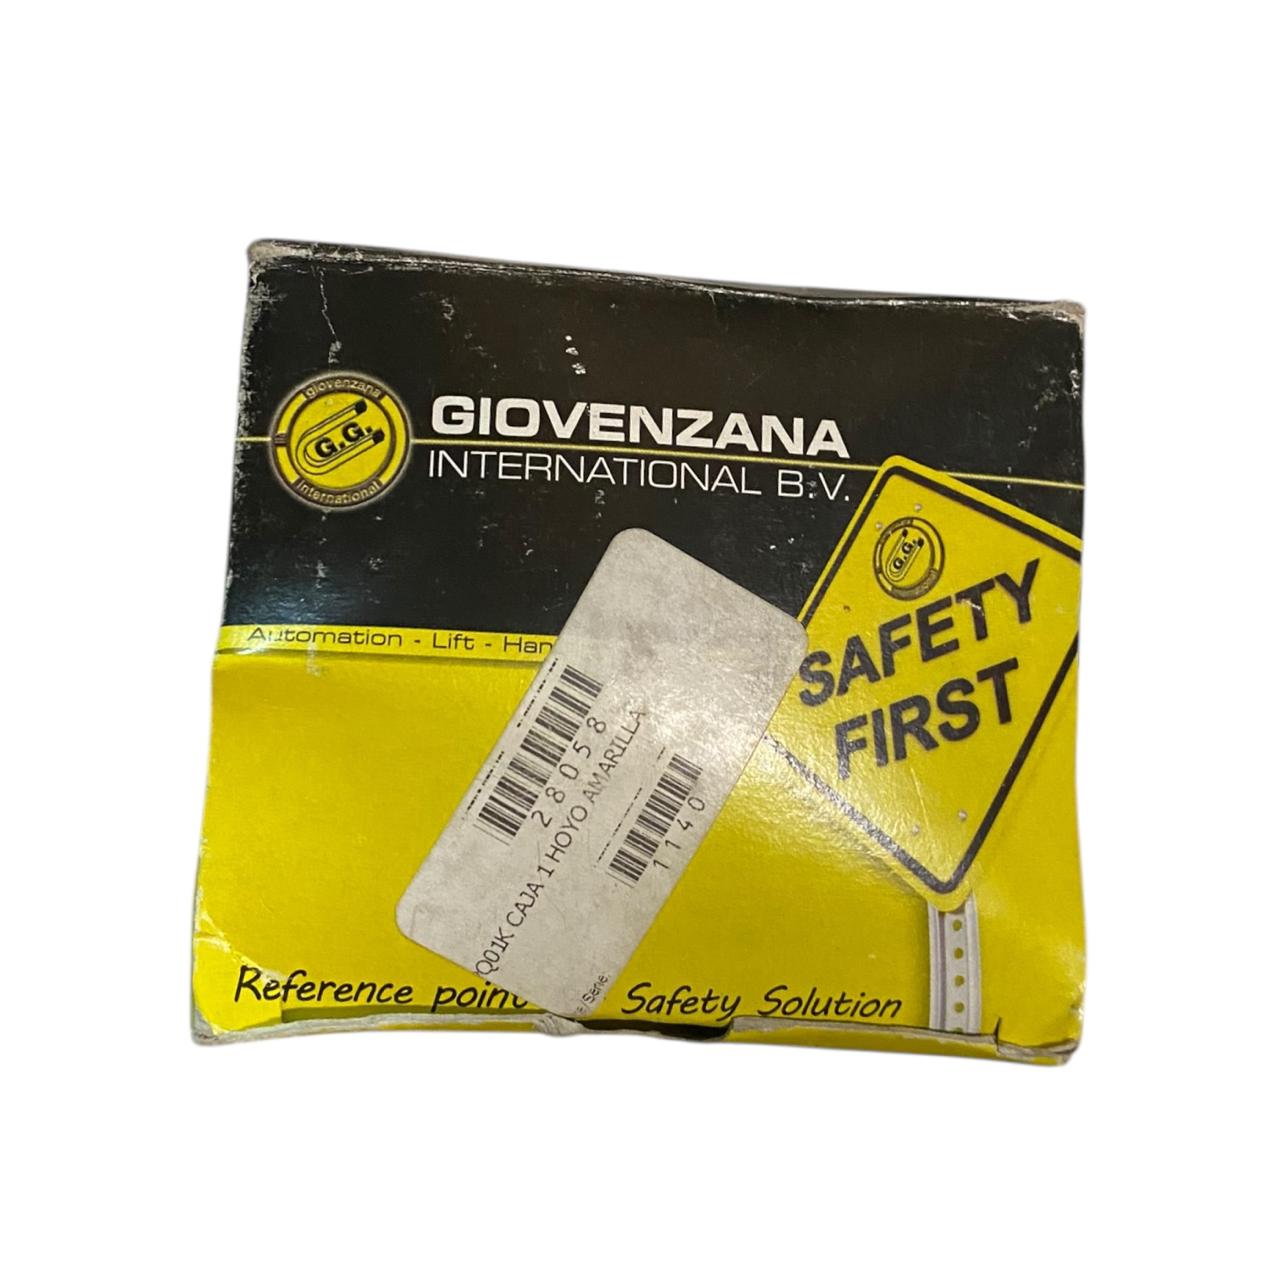 giovenzana
G.G.
international
GIOVENZANA
INTERNATIONAL B.V.
G.G.
SAFETY
FIRST
Automation - Lift - Han
28058
Q01K CAJA 1 HOYO AMARILLA
1140
/Serie:
Reference point
Safety Solution